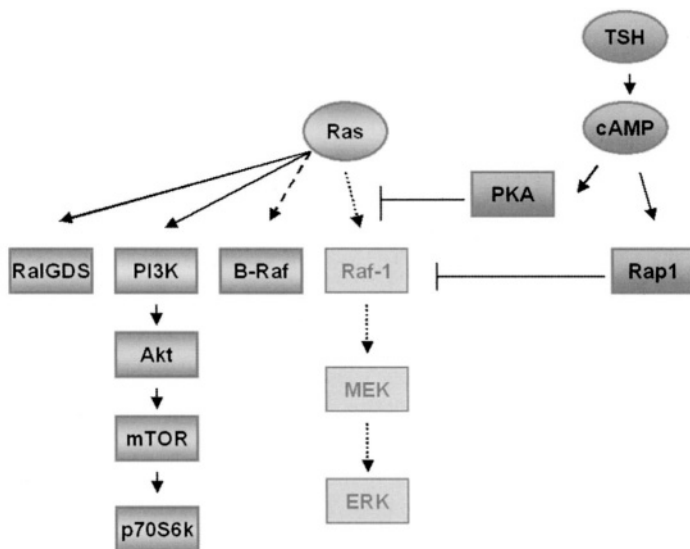 TSH
cAMP
Ras
PKA
RalGDS
PI3K
B-Raf
Raf-1
Rap1
Akt
MEK
mTOR
ERK
p70S6k